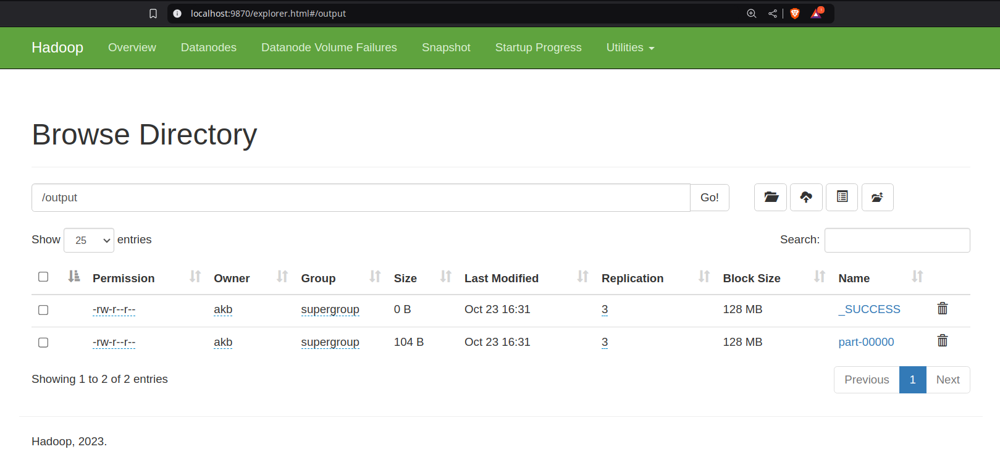 localhost:9870/explorer.html#/output
Hadoop Overview Datanodes Datanode Volume Failures Snapshot Startup Progress Utilities
Browse Directory
/output Go!
Show 25 entries Search:
Permission Owner Group Size Last Modified Replication Block Size Name
-rw-r--r-- akb supergroup 0 B Oct 23 16:31 3 128 MB _SUCCESS
-rw-r--r-- akb supergroup 104 B Oct 23 16:31 3 128 MB part-00000
Showing 1 to 2 of 2 entries Previous 1 Next
Hadoop, 2023.